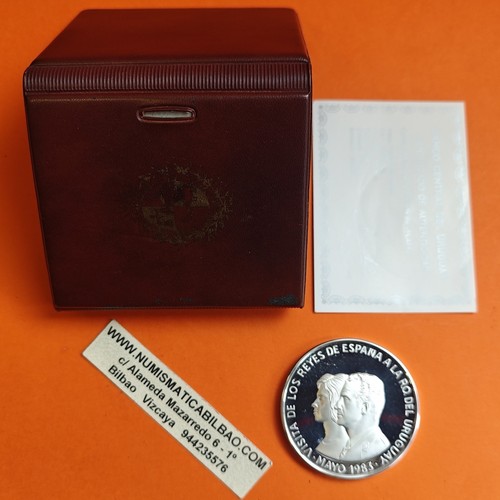 WWW.NUMISMATICABILBAO.COM
c/ Alameda Mazarredo 6 - 1º
Bilbao Vizcaya 944235576
VISITA DE LOS REYES DE ESPAÑA A LA R.O. DEL URUGUAY
MAYO 1983